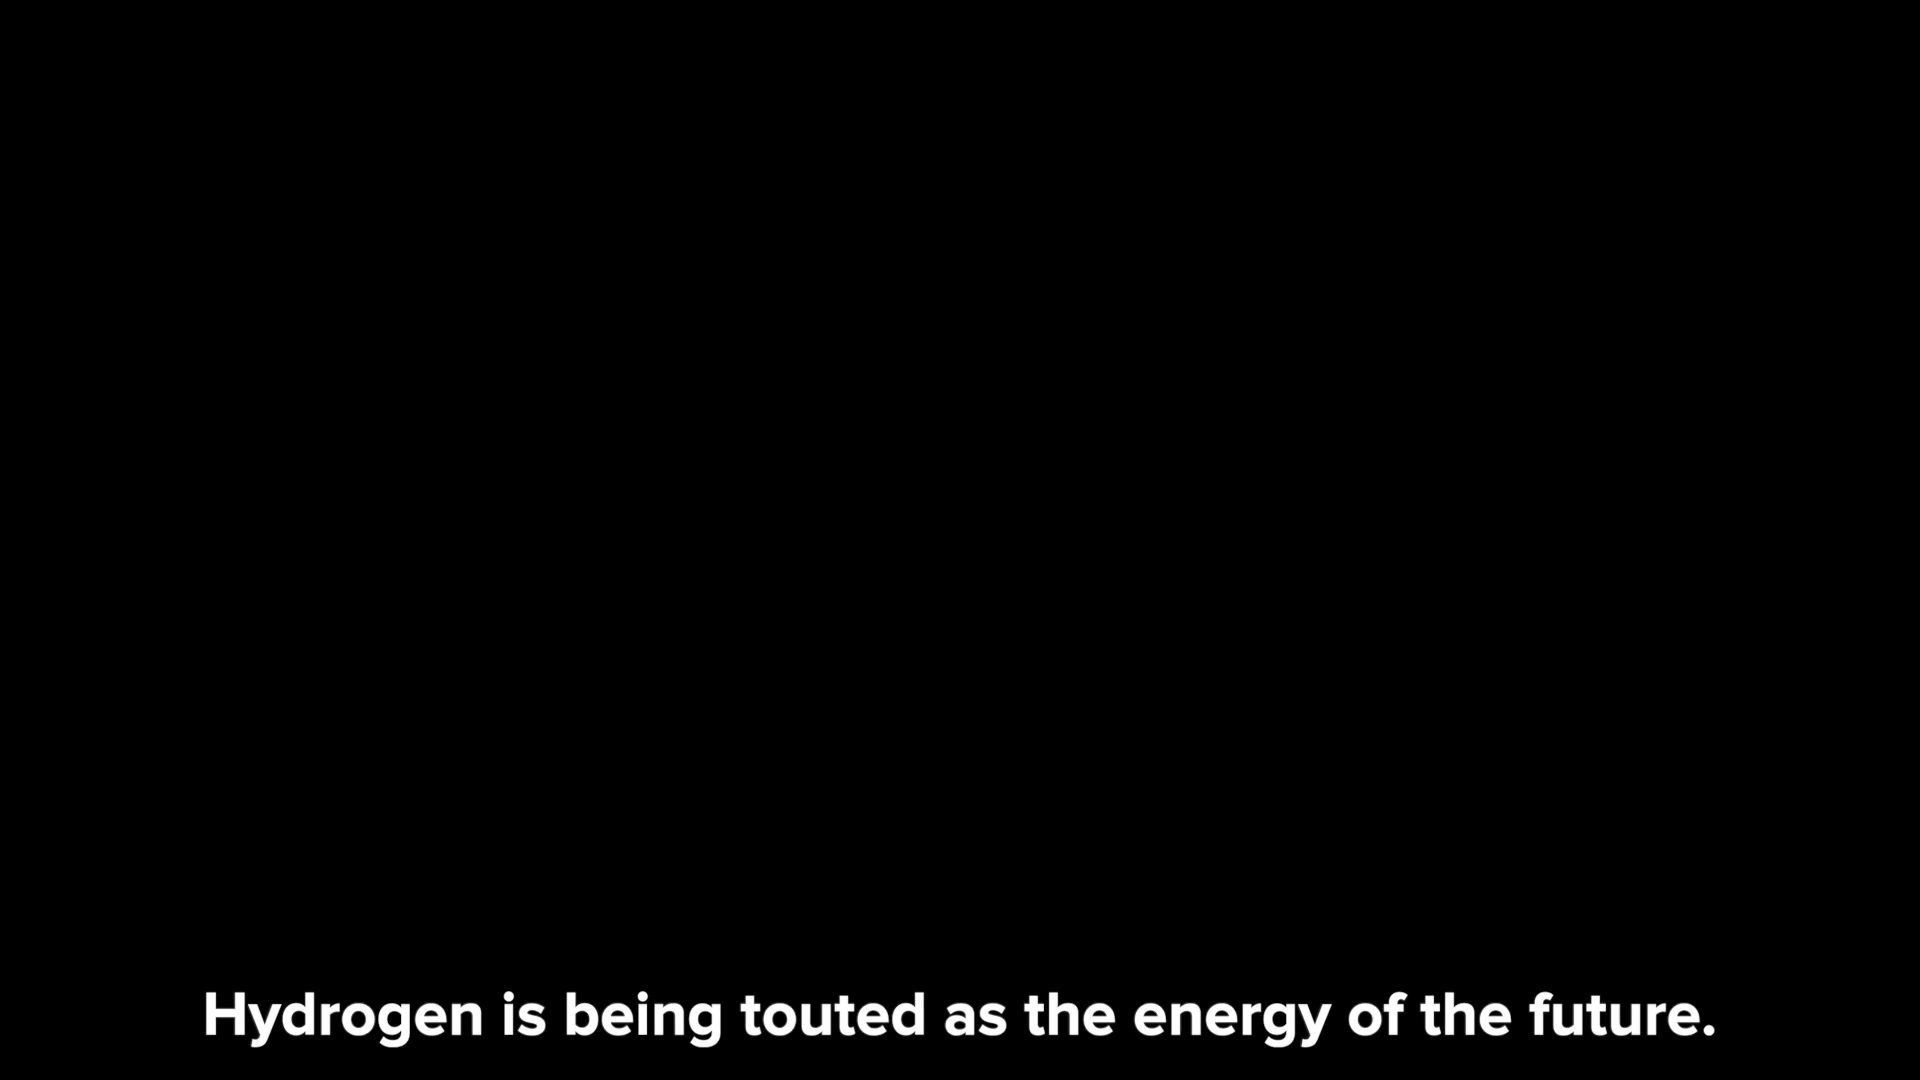 Hydrogen is being touted as the energy of the future.